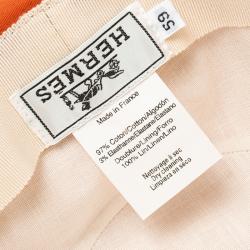 59
HERMES
Made in France
97% Coton/Cotton/Algodón
3% Elasthanne/Elastane/Elastano
Doublure/Lining/Forro
100% Lin/Linen/Lino
Nettoyage à sec
Dry cleaning
Limpieza en seco